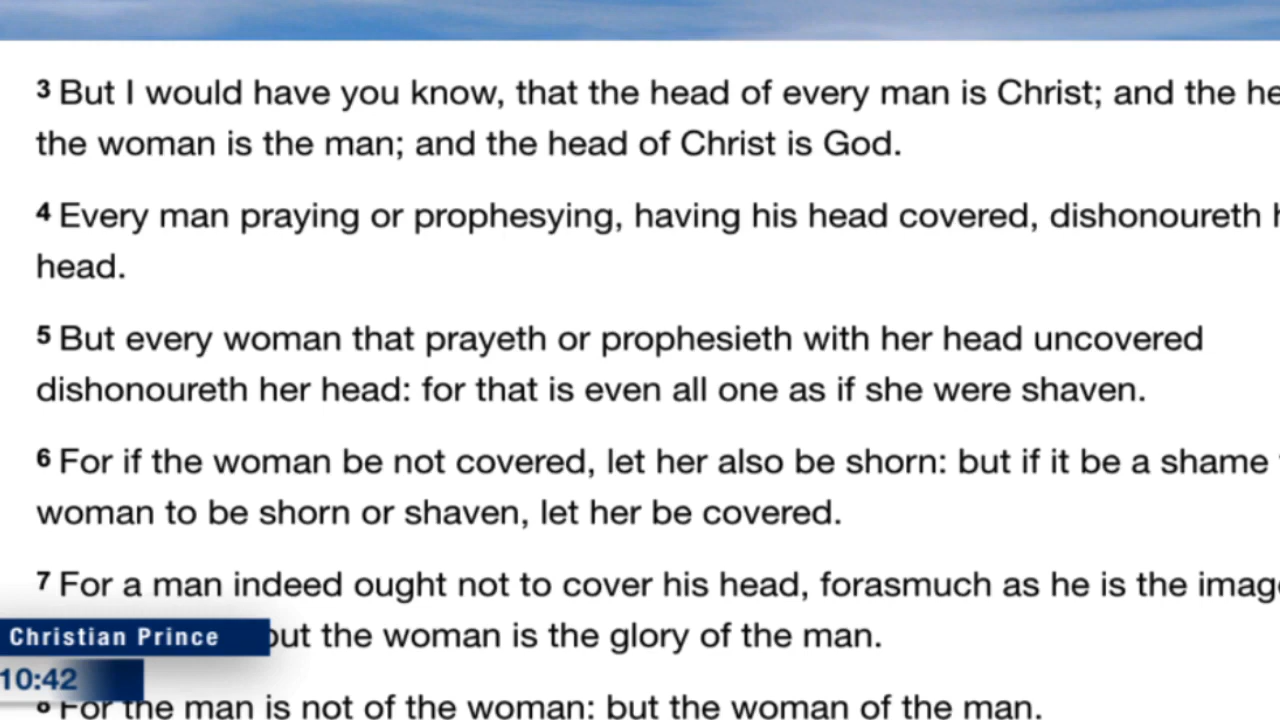 3 But I would have you know, that the head of every man is Christ; and the
the woman is the man; and the head of Christ is God.
4 Every man praying or prophesying, having his head covered, dishonoureth
head.
5 But every woman that prayeth or prophesieth with her head uncovered
dishonoureth her head: for that is even all one as if she were shaven.
6 For if the woman be not covered, let her also be shorn: but if it be a shame
woman to be shorn or shaven, let her be covered.
7 For a man indeed ought not to cover his head, forasmuch as he is the
Christian Prince
the woman is the glory of the man.
10:42
For the man is not of the woman: but the woman of the man.